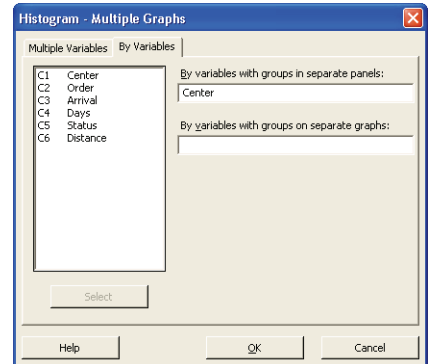 Histogram - Multiple Graphs
Multiple Variables By Variables
C1 Center
C2 Order
C3 Arrival
C4 Days
C5 Status
C6 Distance
By variables with groups in separate panels:
Center
By variables with groups on separate graphs:
Select
Help OK Cancel